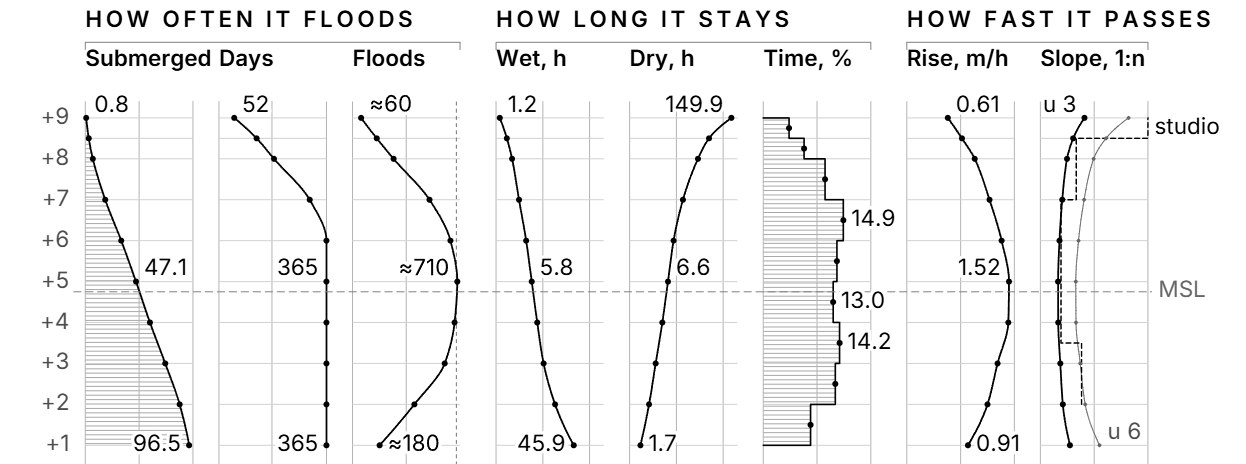 HOW OFTEN IT FLOODS HOW LONG IT STAYS HOW FAST IT PASSES
Submerged Days Floods Wet, h Dry, h Time, % Rise, m/h Slope, 1:n
0.8 52 ≈60 1.2 149.9 0.61 u 3
+9
studio
+8
+7
14.9
+6
47.1 365 ≈710 5.8 6.6 1.52
+5
MSL
13.0
+4
14.2
+3
+2
u 6
+1 96.5 365 ≈180 45.9 1.7 0.91